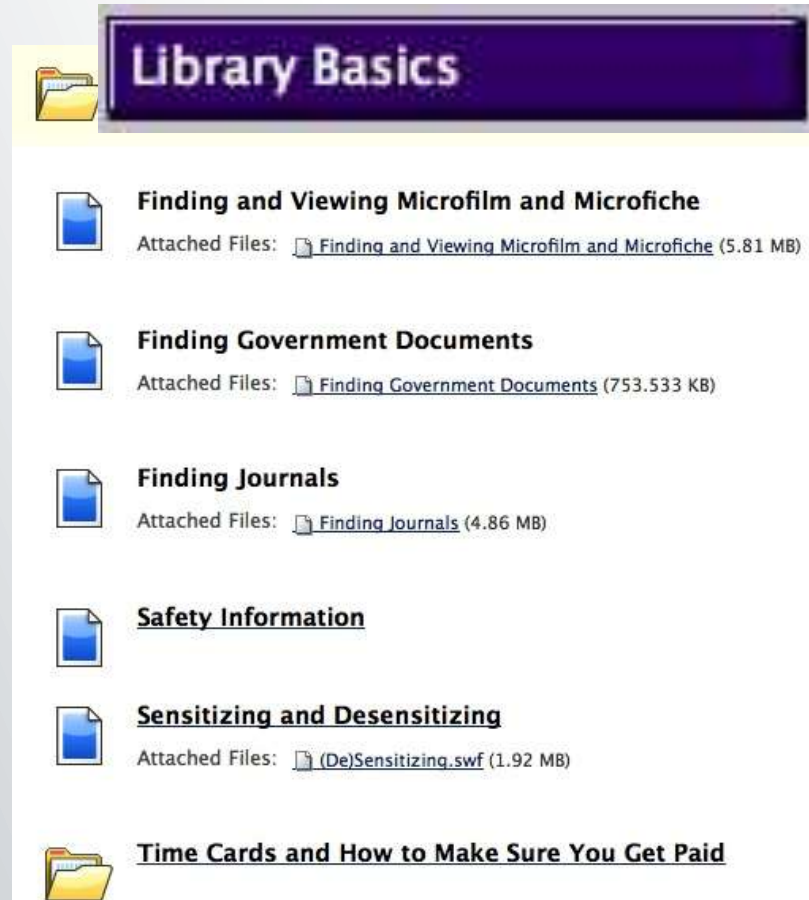 Library Basics
Finding and Viewing Microfilm and Microfiche
Attached Files: Finding and Viewing Microfilm and Microfiche (5.81 MB)
Finding Government Documents
Attached Files: Finding Government Documents (753.533 KB)
Finding Journals
Attached Files: Finding Journals (4.86 MB)
Safety Information
Sensitizing and Desensitizing
Attached Files: (De)Sensitizing.swf (1.92 MB)
Time Cards and How to Make Sure You Get Paid